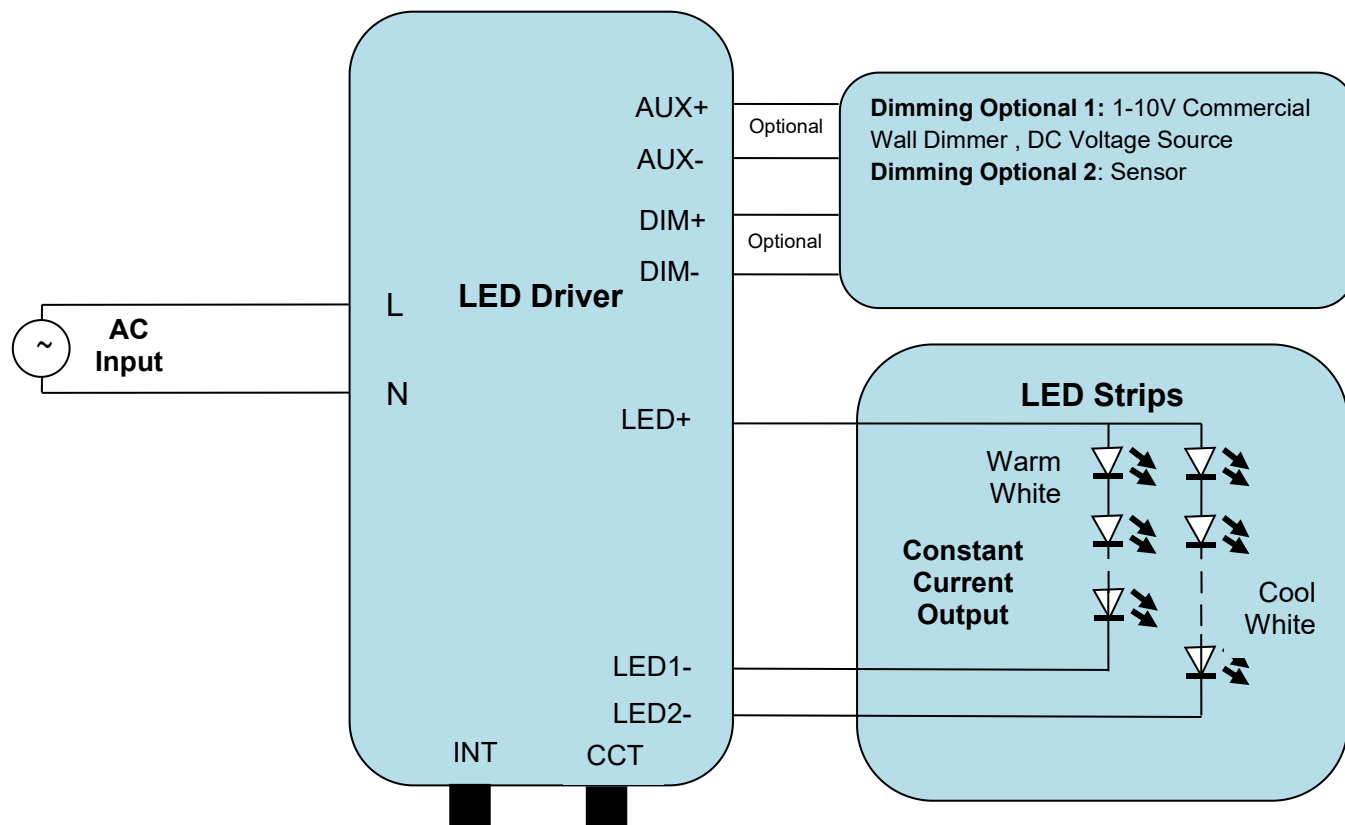 AUX+
Optional
AUX-
DIM+
Optional
DIM-
Dimming Optional 1: 1-10V Commercial
Wall Dimmer , DC Voltage Source
Dimming Optional 2: Sensor
LED Driver
L
N
~
AC
Input
LED+
LED Strips
Warm
White
Constant
Current
Output
Cool
White
LED1-
LED2-
INT
CCT